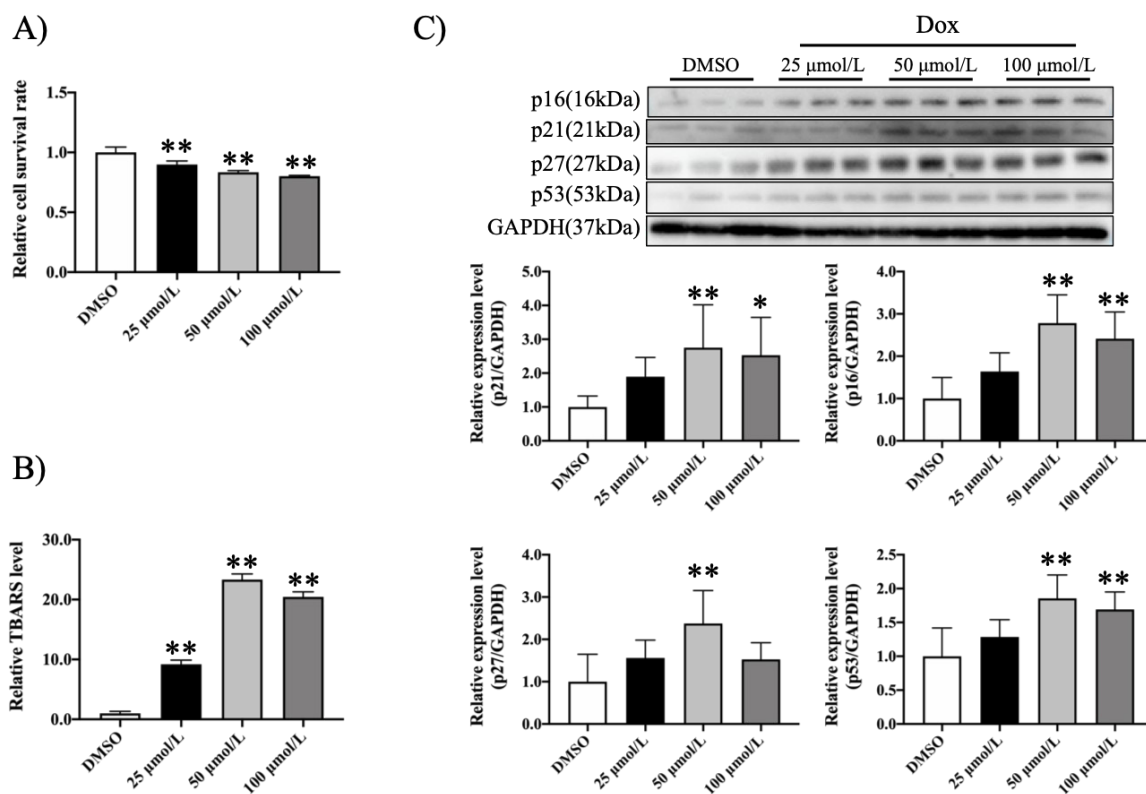 A)
Relative cell survival rate
1.5
1.0
0.5
0.0
**
**
**
DMSO
25 μmol/L
50 μmol/L
100 μmol/L
B)
Relative TBARS level
30.0
20.0
10.0
0.0
**
**
**
DMSO
25 μmol/L
50 μmol/L
100 μmol/L
C)
Dox
DMSO 25 μmol/L 50 μmol/L 100 μmol/L
p16(16kDa)
p21(21kDa)
p27(27kDa)
p53(53kDa)
GAPDH(37kDa)
Relative expression level
(p21/GAPDH)
5.0
4.0
3.0
2.0
1.0
0.0
**
*
DMSO
25 μmol/L
50 μmol/L
100 μmol/L
Relative expression level
(p16/GAPDH)
4.0
3.0
2.0
1.0
0.0
**
**
DMSO
25 μmol/L
50 μmol/L
100 μmol/L
Relative expression level
(p27/GAPDH)
4.0
3.0
2.0
1.0
0.0
**
DMSO
25 μmol/L
50 μmol/L
100 μmol/L
Relative expression level
(p53/GAPDH)
2.5
2.0
1.5
1.0
0.5
0.0
**
**
DMSO
25 μmol/L
50 μmol/L
100 μmol/L